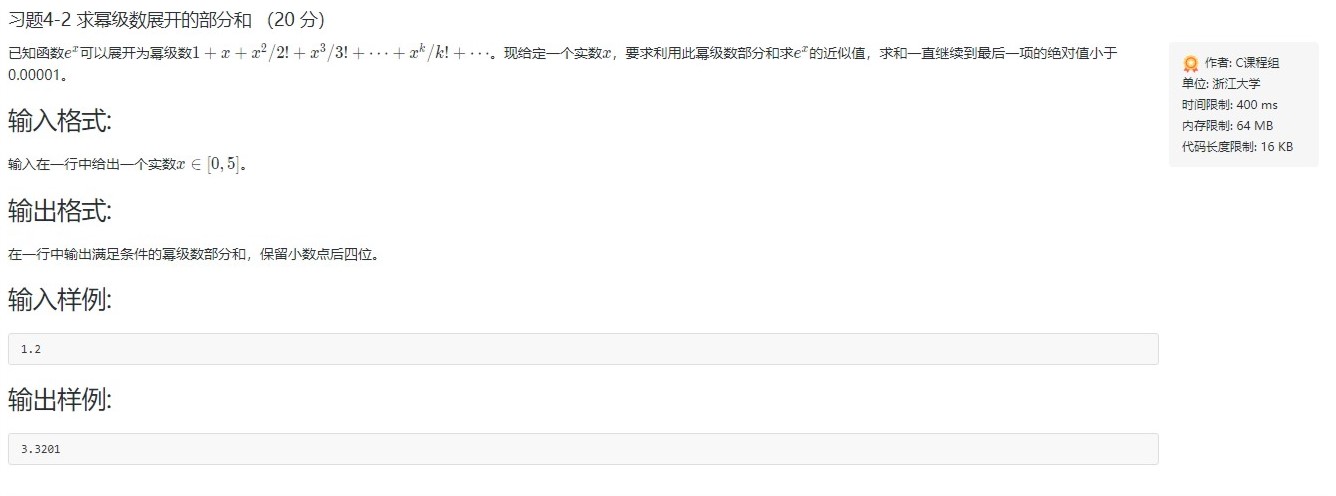 习题4-2 求幂级数展开的部分和 （20 分）
已知函数e^x可以展开为幂级数1 + x + x^2/2! + x^3/3! + ⋯ + x^k/k! + ⋯。现给定一个实数x，要求利用此幂级数部分和求e^x的近似值，求和一直继续到最后一项的绝对值小于
0.00001。
输入格式:
输入在一行中给出一个实数x ∈ [0, 5]。
输出格式:
在一行中输出满足条件的幂级数部分和，保留小数点后四位。
输入样例:
1.2
输出样例:
3.3201
作者: C课程组
单位: 浙江大学
时间限制: 400 ms
内存限制: 64 MB
代码长度限制: 16 KB